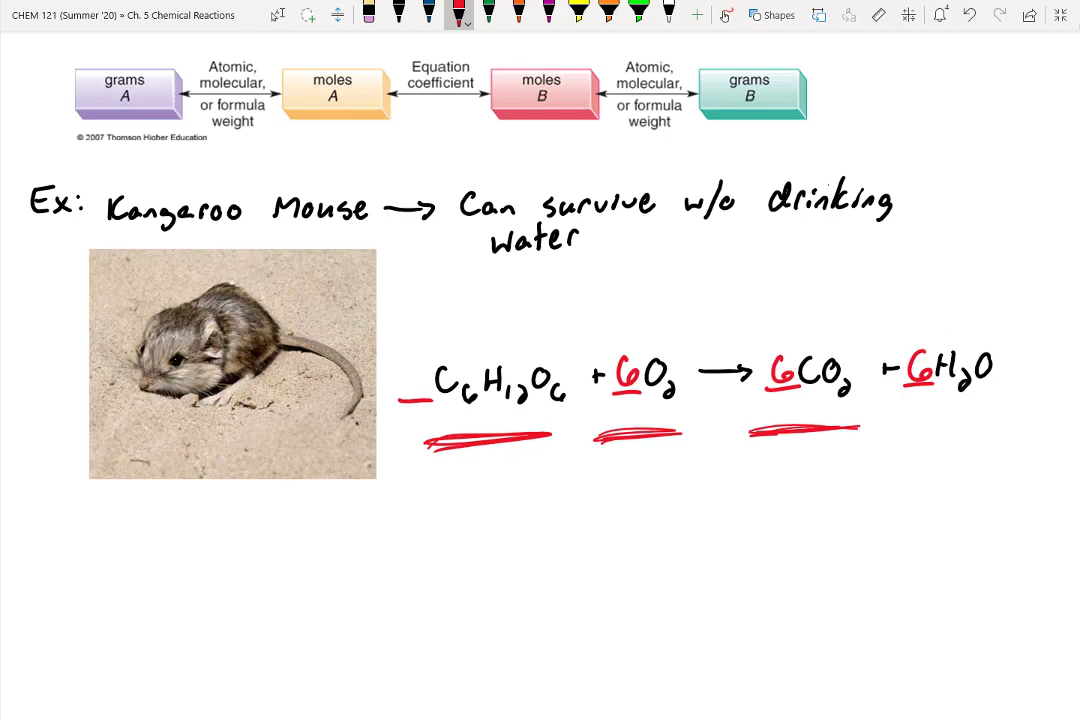 CHEM 121 (Summer '20) » Ch. 5 Chemical Reactions
Shapes
4
grams
A
Atomic,
molecular,
or formula
weight
moles
A
Equation
coefficient
moles
B
Atomic,
molecular,
or formula
weight
grams
B
© 2007 Thomson Higher Education
Ex: Kangaroo Mouse → Can survive w/o drinking
water
_C₆H₁₂O₆ + 6O₂ → 6CO₂ + 6H₂O